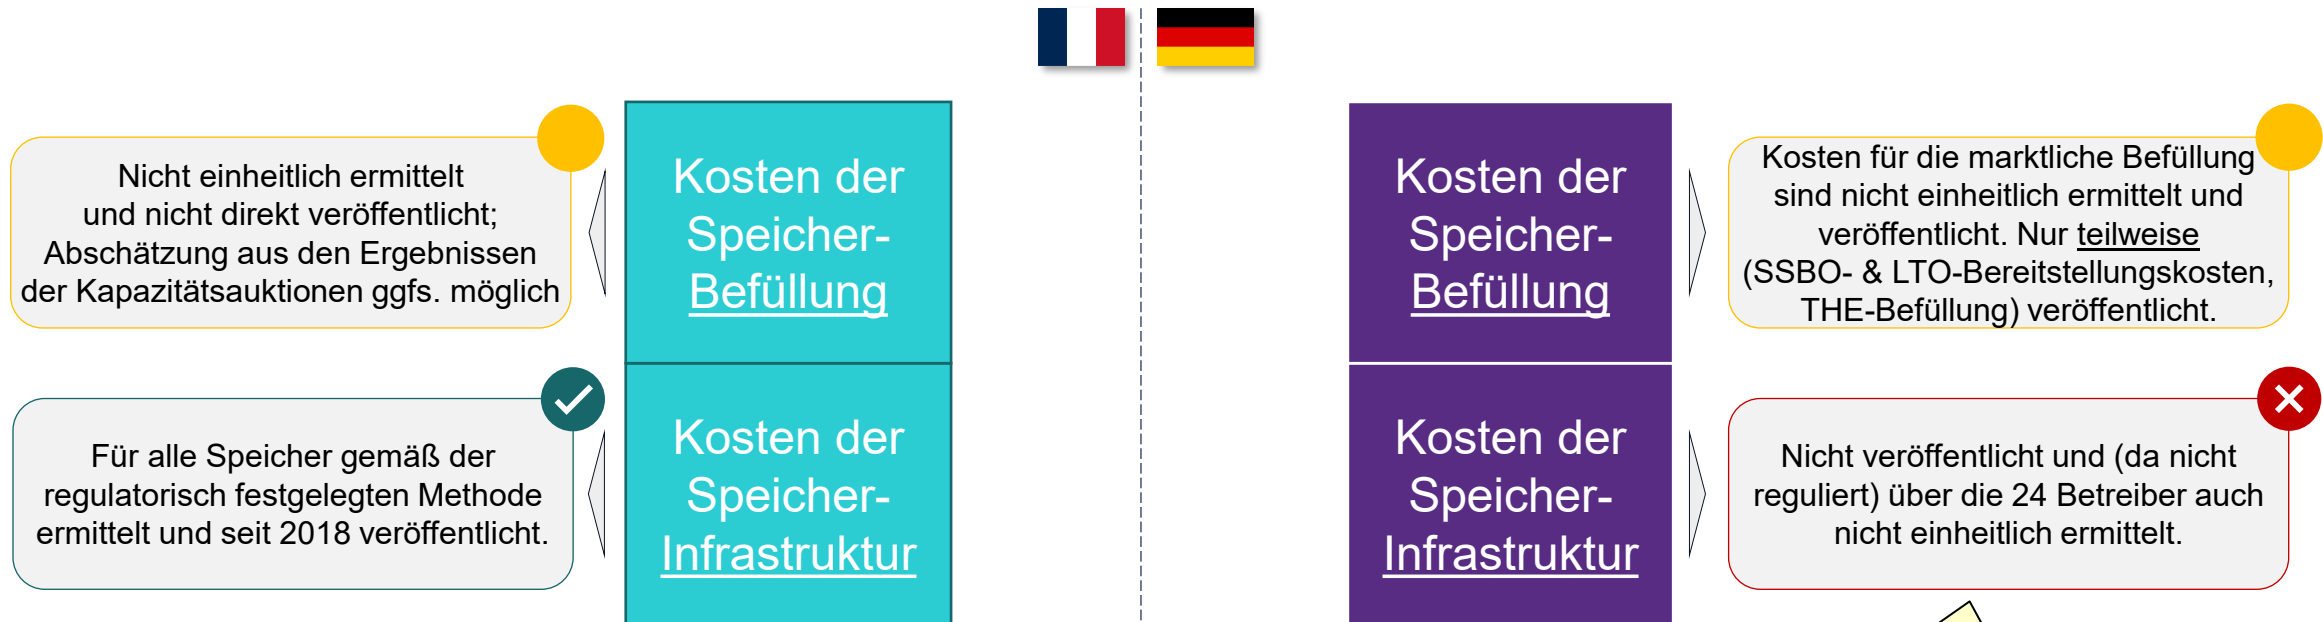 Nicht einheitlich ermittelt
und nicht direkt veröffentlicht;
Abschätzung aus den Ergebnissen
der Kapazitätsauktionen ggfs. möglich
Kosten der
Speicher-
Befüllung
Kosten der
Speicher-
Befüllung
Kosten für die marktliche Befüllung
sind nicht einheitlich ermittelt und
veröffentlicht. Nur teilweise
(SSBO- & LTO-Bereitstellungskosten,
THE-Befüllung) veröffentlicht.
Für alle Speicher gemäß der
regulatorisch festgelegten Methode
ermittelt und seit 2018 veröffentlicht.
Kosten der
Speicher-
Infrastruktur
Kosten der
Speicher-
Infrastruktur
Nicht veröffentlicht und (da nicht
reguliert) über die 24 Betreiber auch
nicht einheitlich ermittelt.